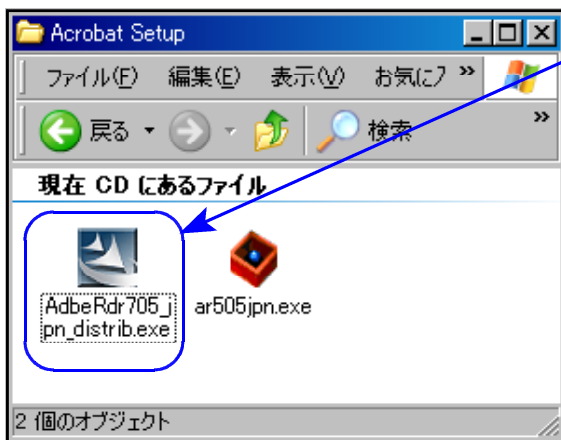 Acrobat Setup
ファイル(F) 編集(E) 表示(V) お気に »
戻る 検索 »
現在 CD にあるファイル
AdbeRdr705_j
pn_distrib.exe
ar505jpn.exe
2 個のオブジェクト